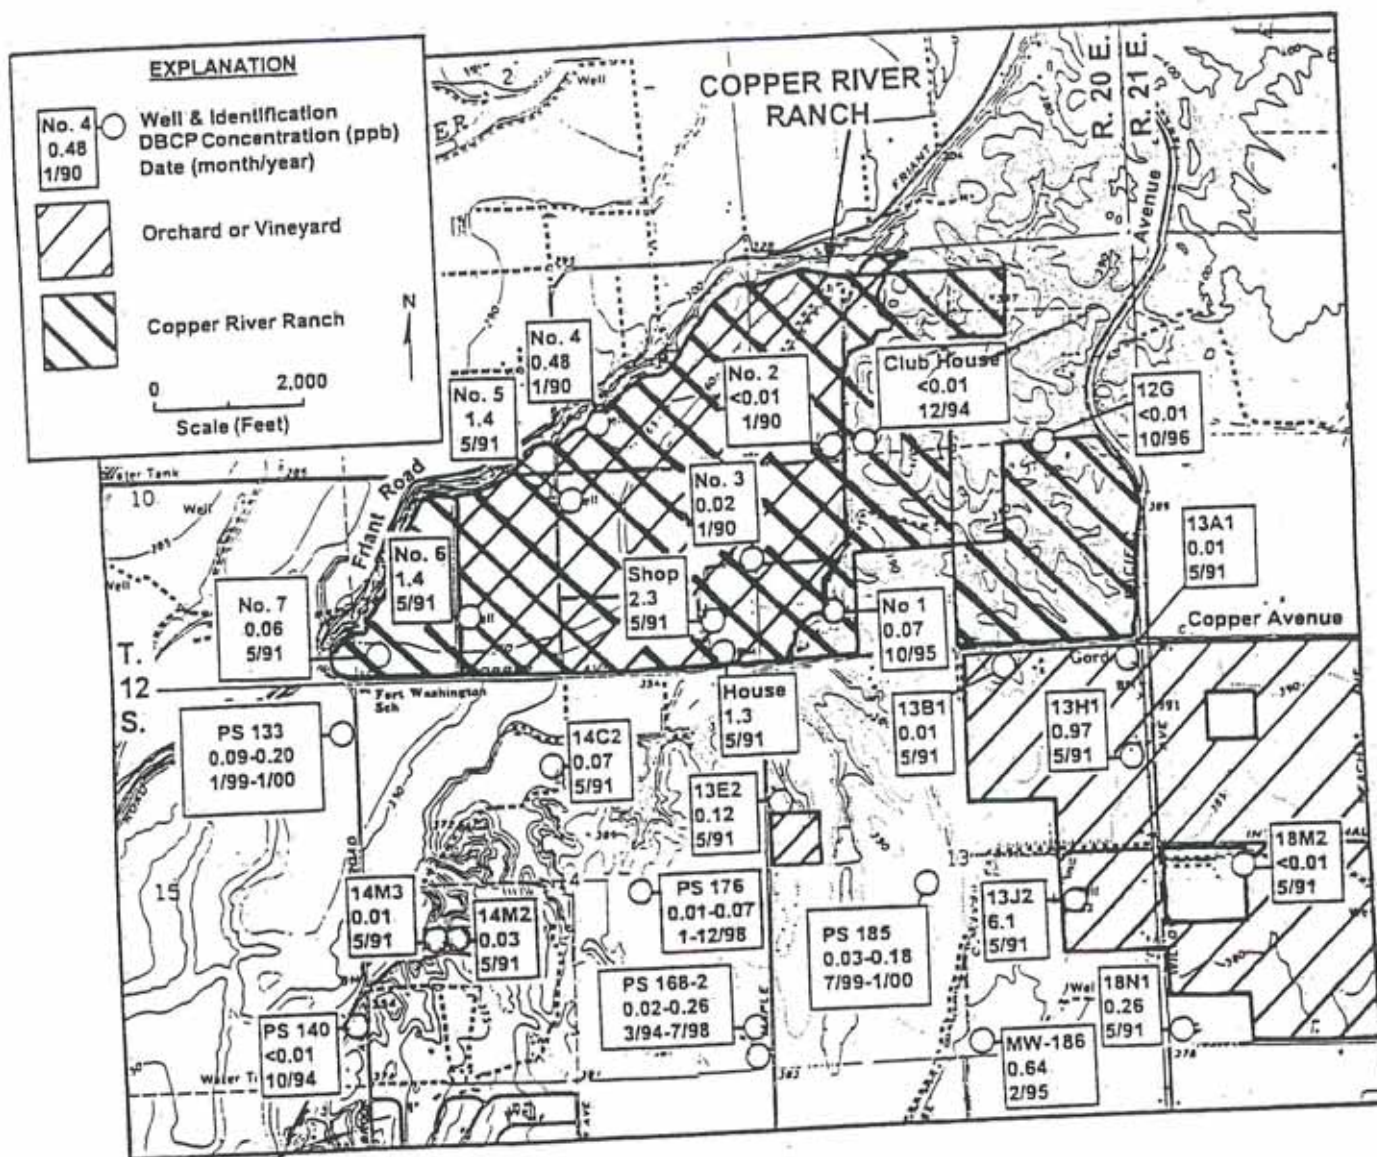 EXPLANATION
No. 4
0.48
1/90
Well & Identification
DBCP Concentration (ppb)
Date (month/year)
Orchard or Vineyard
Copper River Ranch
N
0 2,000
Scale (Feet)
2
Well
COPPER RIVER
RANCH
R. 20 E.
R. 21 E.
FRIANT
Avenue
No. 4
0.48
1/90
No. 5
1.4
5/91
No. 2
<0.01
1/90
Club House
<0.01
12/94
12G
<0.01
10/96
Friant Road
10
Well
No. 3
0.02
1/90
13A1
0.01
5/91
No. 6
1.4
5/91
Shop
2.3
5/91
No 1
0.07
10/95
Copper Avenue
No. 7
0.06
5/91
T.
12
S.
Fort Washington
Sch
Gord
House
1.3
5/91
13B1
0.01
5/91
13H1
0.97
5/91
PS 133
0.09-0.20
1/99-1/00
14C2
0.07
5/91
13E2
0.12
5/91
18M2
<0.01
5/91
15
13
14M3
0.01
5/91
14M2
0.03
5/91
PS 176
0.01-0.07
1-12/98
PS 185
0.03-0.18
7/99-1/00
13J2
6.1
5/91
PS 168-2
0.02-0.26
3/94-7/98
MAPLE
18N1
0.26
5/91
PS 140
<0.01
10/94
MW-186
0.64
2/95